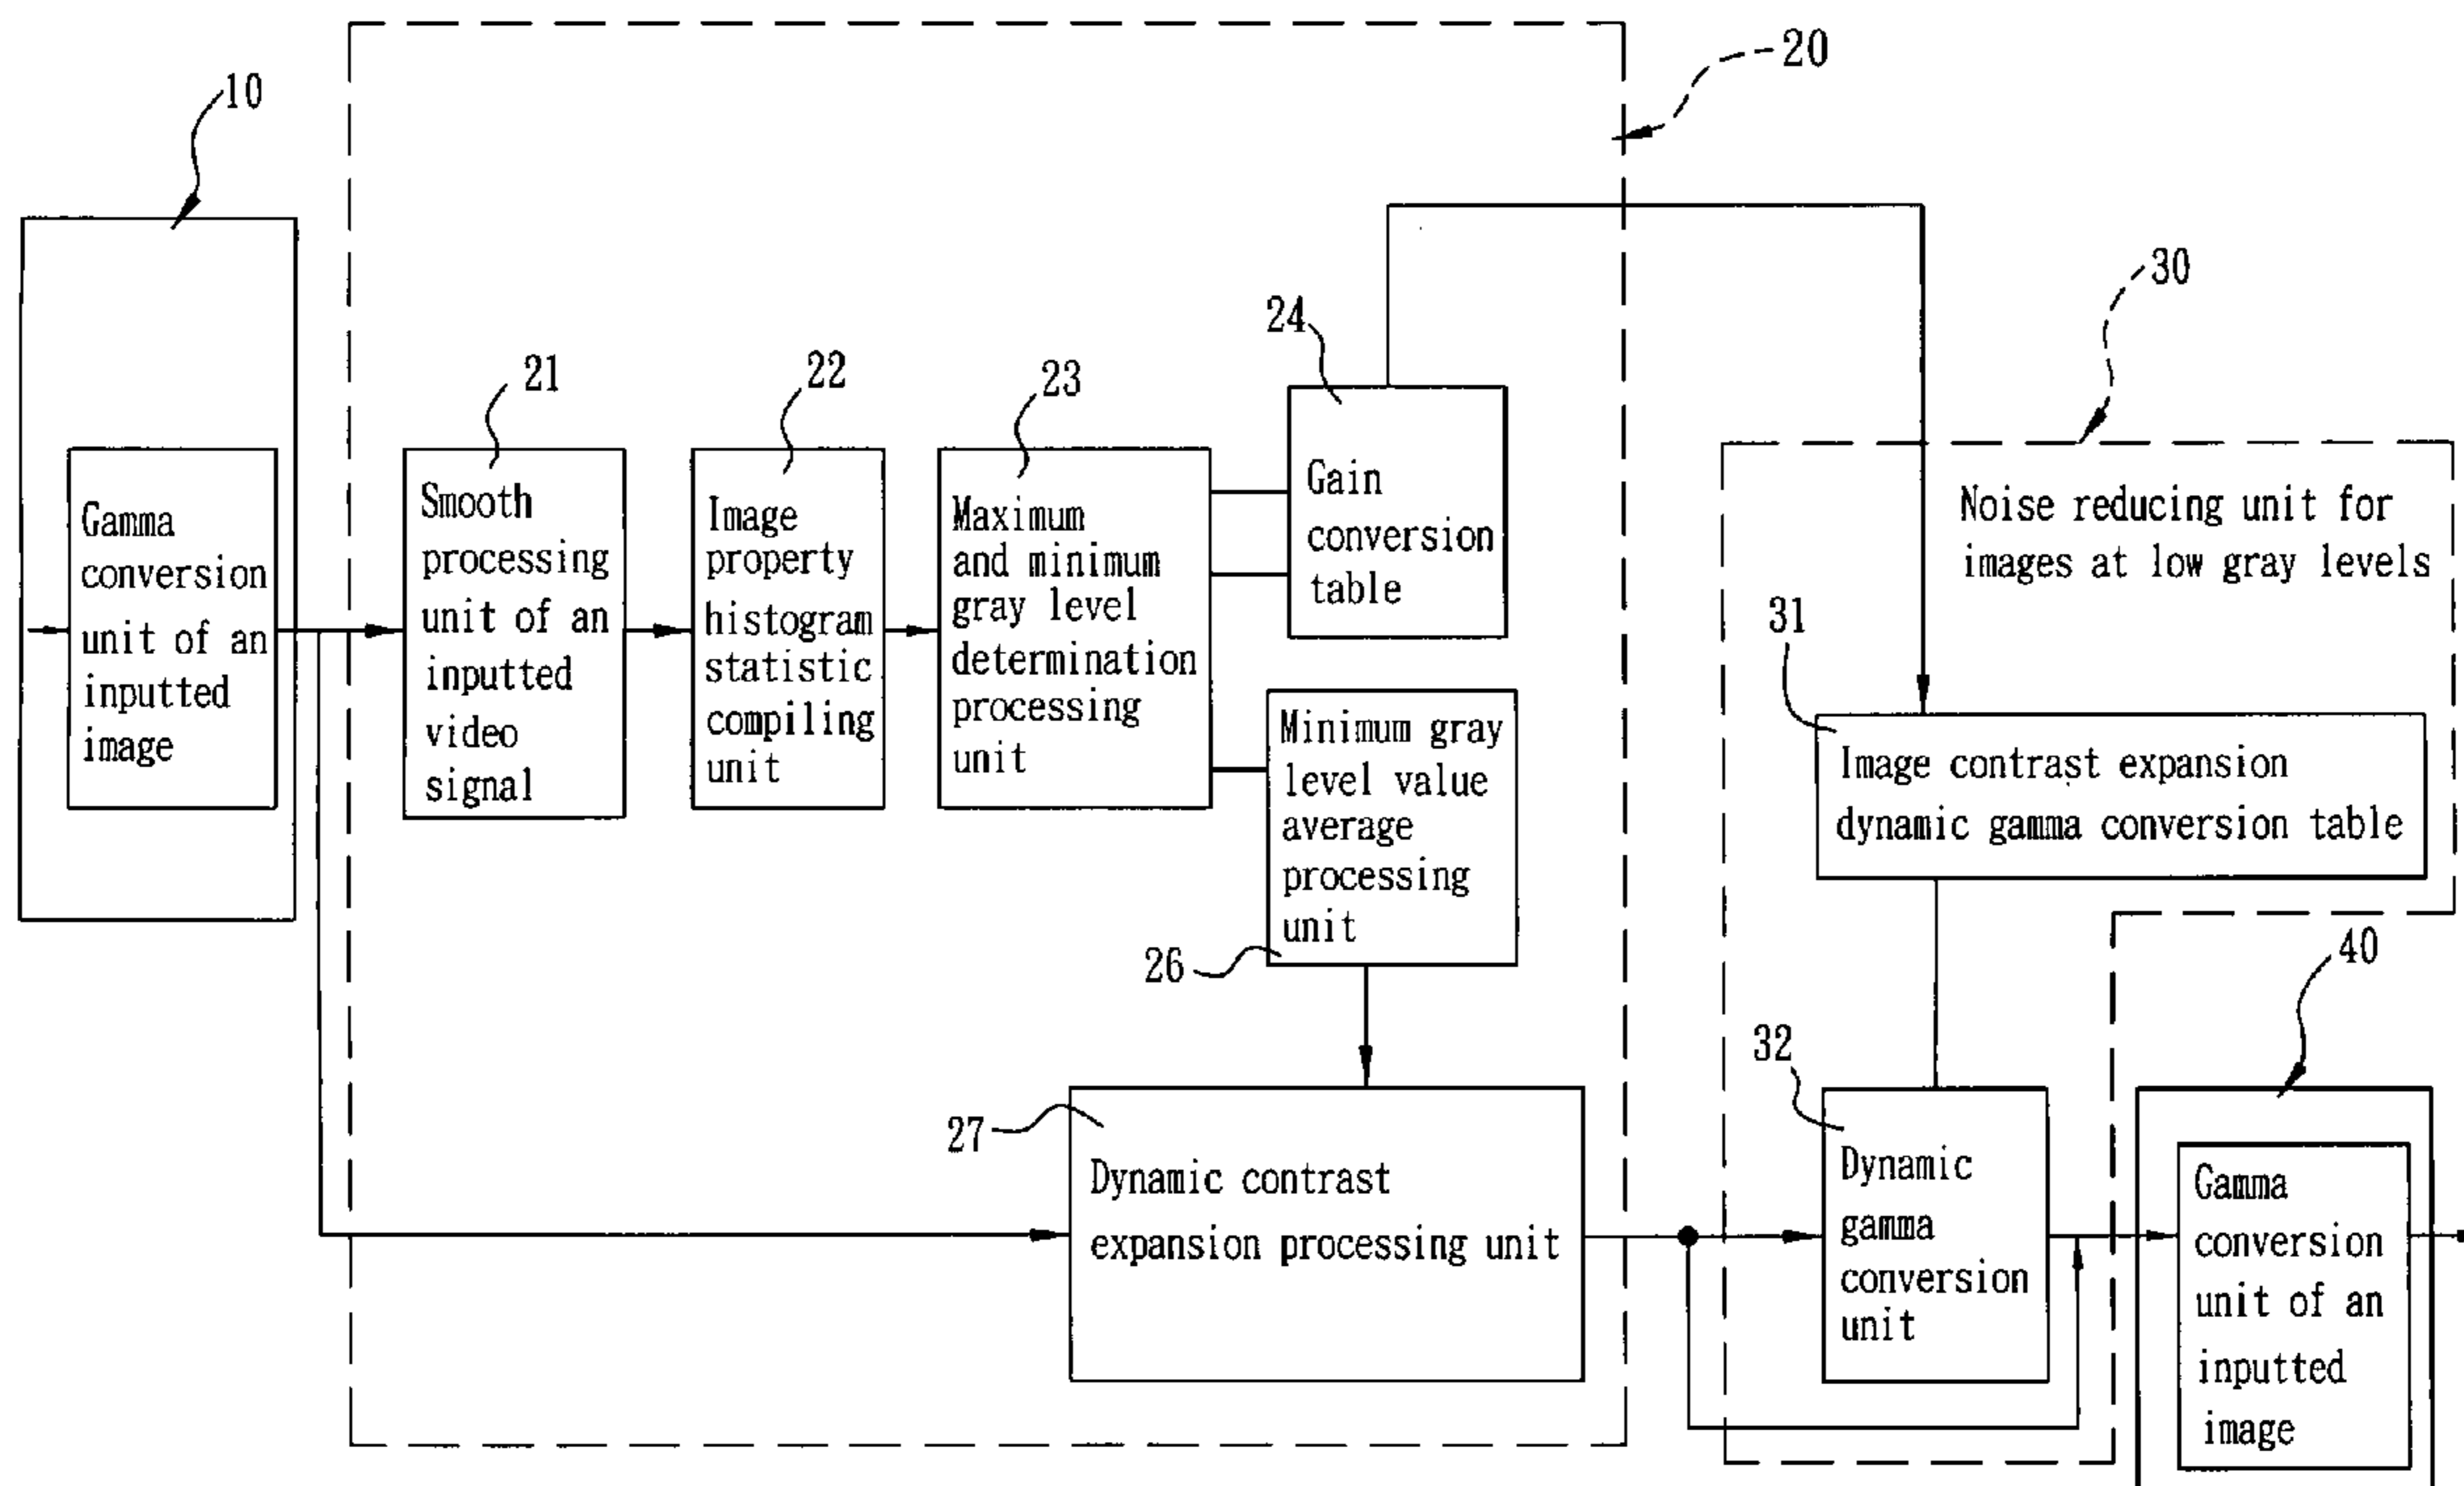 10
20
30
21
22
23
24
Gamma
conversion
unit of an
inputted
image
Smooth
processing
unit of an
inputted
video
signal
Image
property
histogram
statistic
compiling
unit
Maximum
and minimum
gray level
determination
processing
unit
Gain
conversion
table
Minimum gray
level value
average
processing
unit
26
27
Dynamic contrast
expansion processing unit
Noise reducing unit for
images at low gray levels
31
Image contrast expansion
dynamic gamma conversion table
32
Dynamic
gamma
conversion
unit
40
Gamma
conversion
unit of an
inputted
image